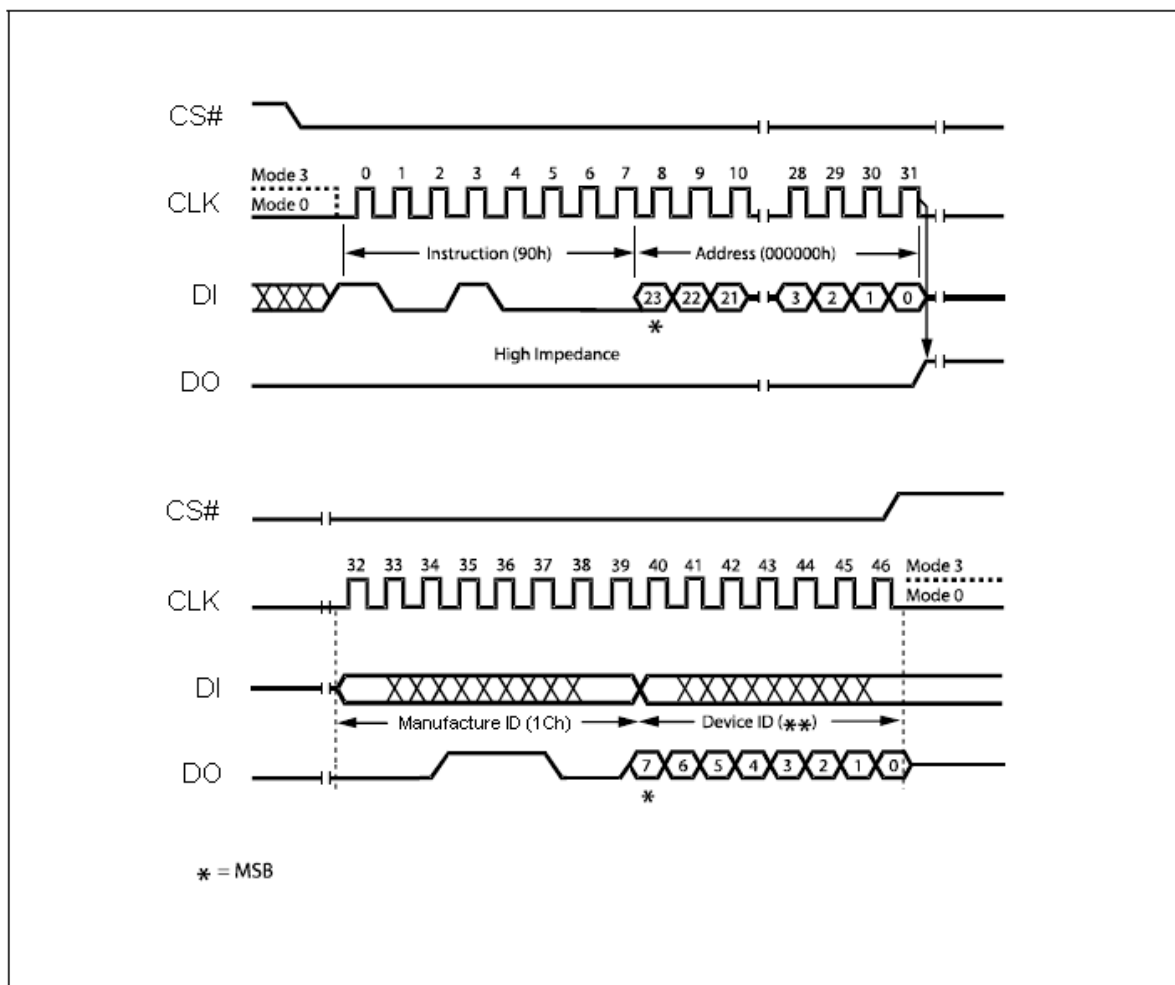 CS#
Mode 3
0 1 2 3 4 5 6 7 8 9 10 28 29 30 31
CLK
Mode 0
Instruction (90h) Address (000000h)
DI 23 22 21 3 2 1 0
*
High Impedance
DO
CS#
32 33 34 35 36 37 38 39 40 41 42 43 44 45 46 Mode 3
CLK Mode 0
DI
Manufacture ID (1Ch) Device ID (**)
DO 7 6 5 4 3 2 1 0
*
* = MSB